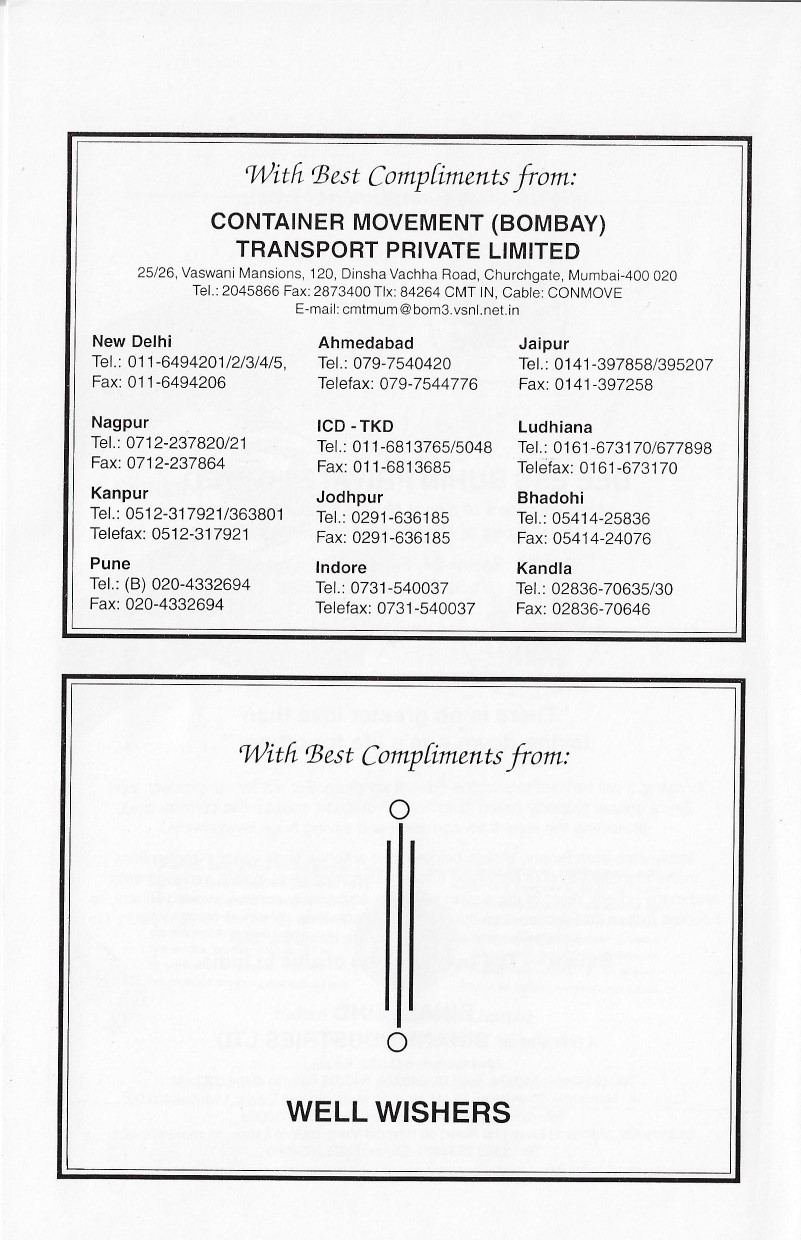 With Best Compliments from:
CONTAINER MOVEMENT (BOMBAY)
TRANSPORT PRIVATE LIMITED
25/26, Vaswani Mansions, 120, Dinsha Vachha Road, Churchgate, Mumbai-400 020
Tel.: 2045866 Fax: 2873400 Tlx: 84264 CMT IN, Cable: CONMOVE
E-mail: cmtmum@bom3.vsnl.net.in
New Delhi
Tel.: 011-6494201/2/3/4/5,
Fax: 011-6494206
Ahmedabad
Tel.: 079-7540420
Telefax: 079-7544776
Jaipur
Tel.: 0141-397858/395207
Fax: 0141-397258
Nagpur
Tel.: 0712-237820/21
Fax: 0712-237864
ICD - TKD
Tel.: 011-6813765/5048
Fax: 011-6813685
Ludhiana
Tel.: 0161-673170/677898
Telefax: 0161-673170
Kanpur
Tel.: 0512-317921/363801
Telefax: 0512-317921
Jodhpur
Tel.: 0291-636185
Fax: 0291-636185
Bhadohi
Tel.: 05414-25836
Fax: 05414-24076
Pune
Tel.: (B) 020-4332694
Fax: 020-4332694
Indore
Tel.: 0731-540037
Telefax: 0731-540037
Kandla
Tel.: 02836-70635/30
Fax: 02836-70646
With Best Compliments from:
WELL WISHERS